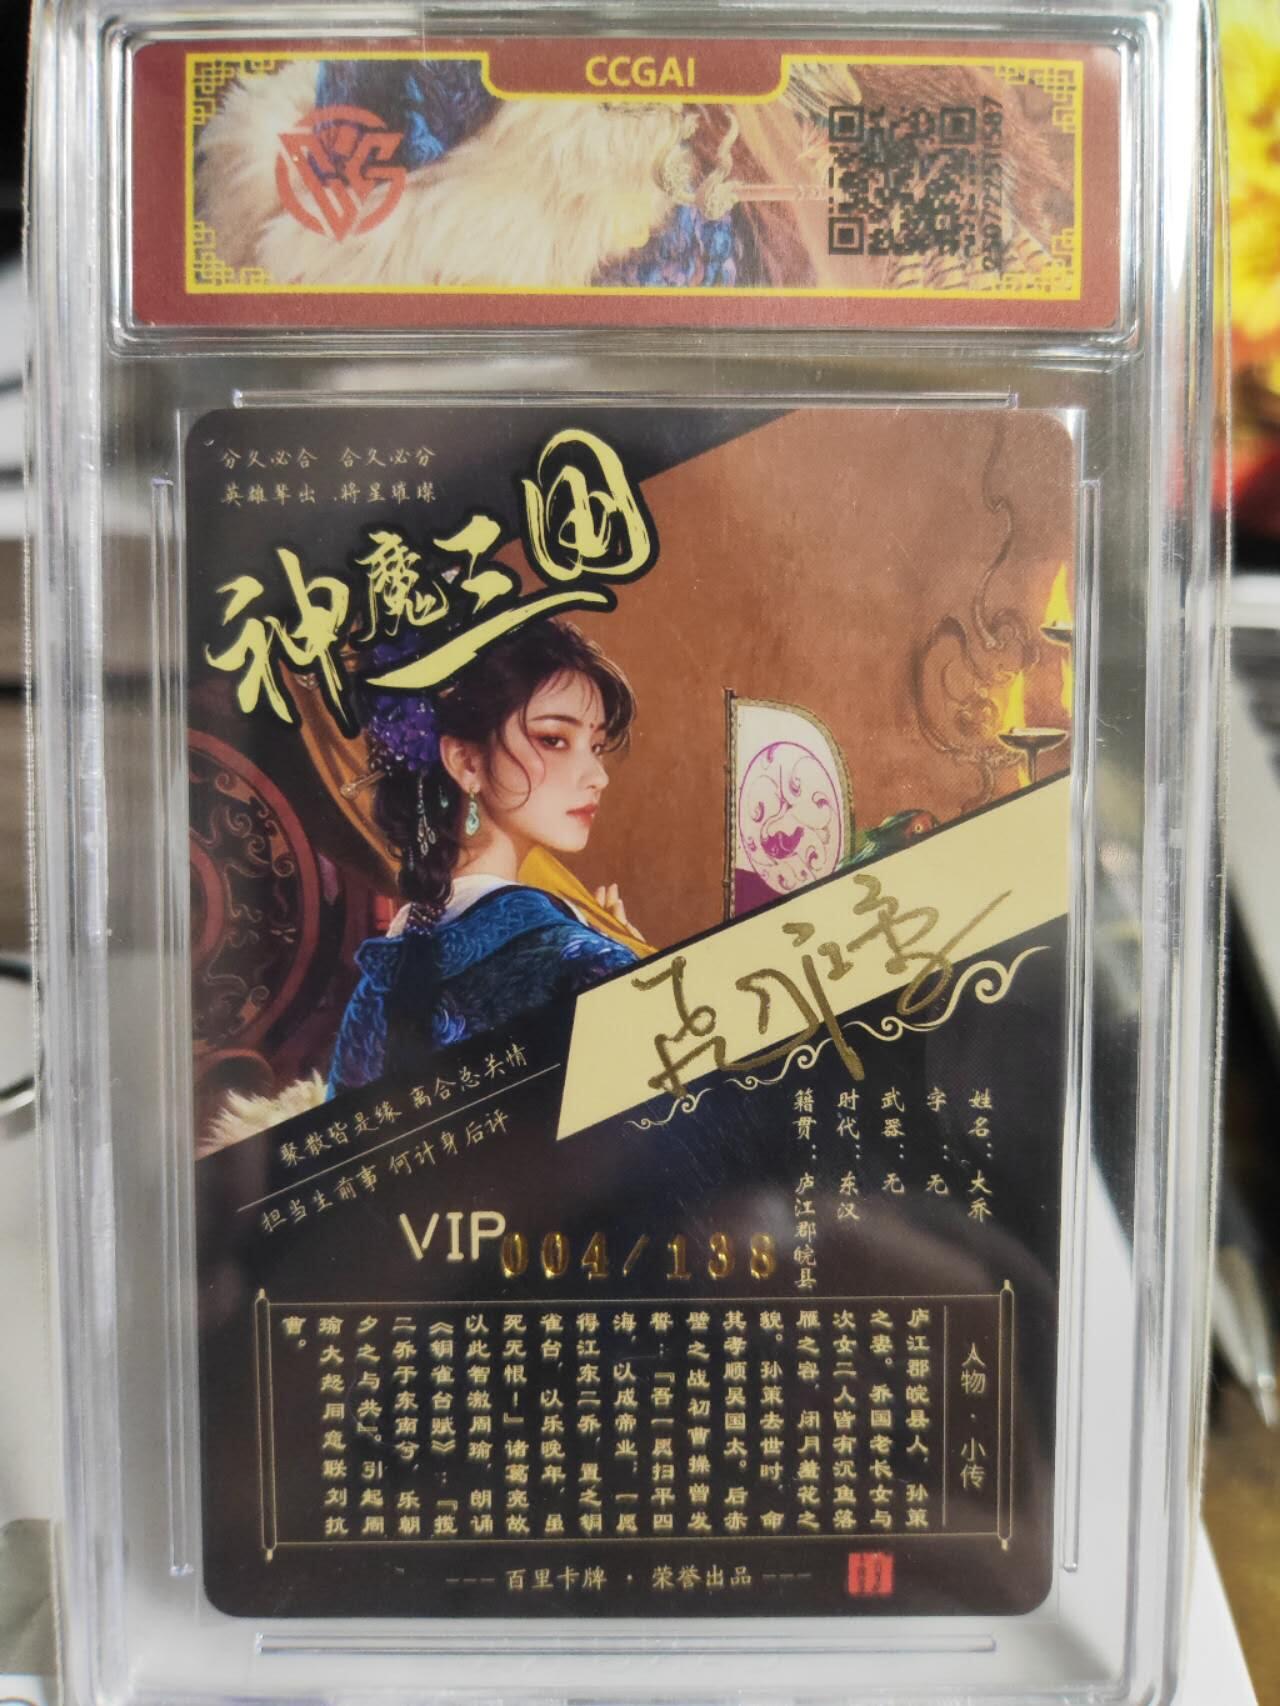 CCGAI
分久必合 合久必分
英雄辈出 将星璀璨
神魔三国
聚散皆是缘 离合总关情
担当生前事 何计身后评
姓名：大乔
字：无
武器：无
时代：东汉
籍贯：庐江郡皖县
VIP 004/138
人物·小传
庐江郡皖县人，孙策
之妻。乔国老长女与
次女二人皆有沉鱼落
雁之容，闭月羞花之
貌。孙策去世时，命
其孝顺吴国太。后赤
壁之战初曹操曾发
誓：『吾一愿扫平四
海，以成帝业；一愿
得江东二乔，置之铜
雀台，以乐晚年，虽
死无恨！』诸葛亮故
以此智激周瑜，朗诵
《铜雀台赋》：『揽
二乔于东南兮，乐朝
夕之与共』。引起周
瑜大怒同意联刘抗
曹。
---百里卡牌·荣誉出品---